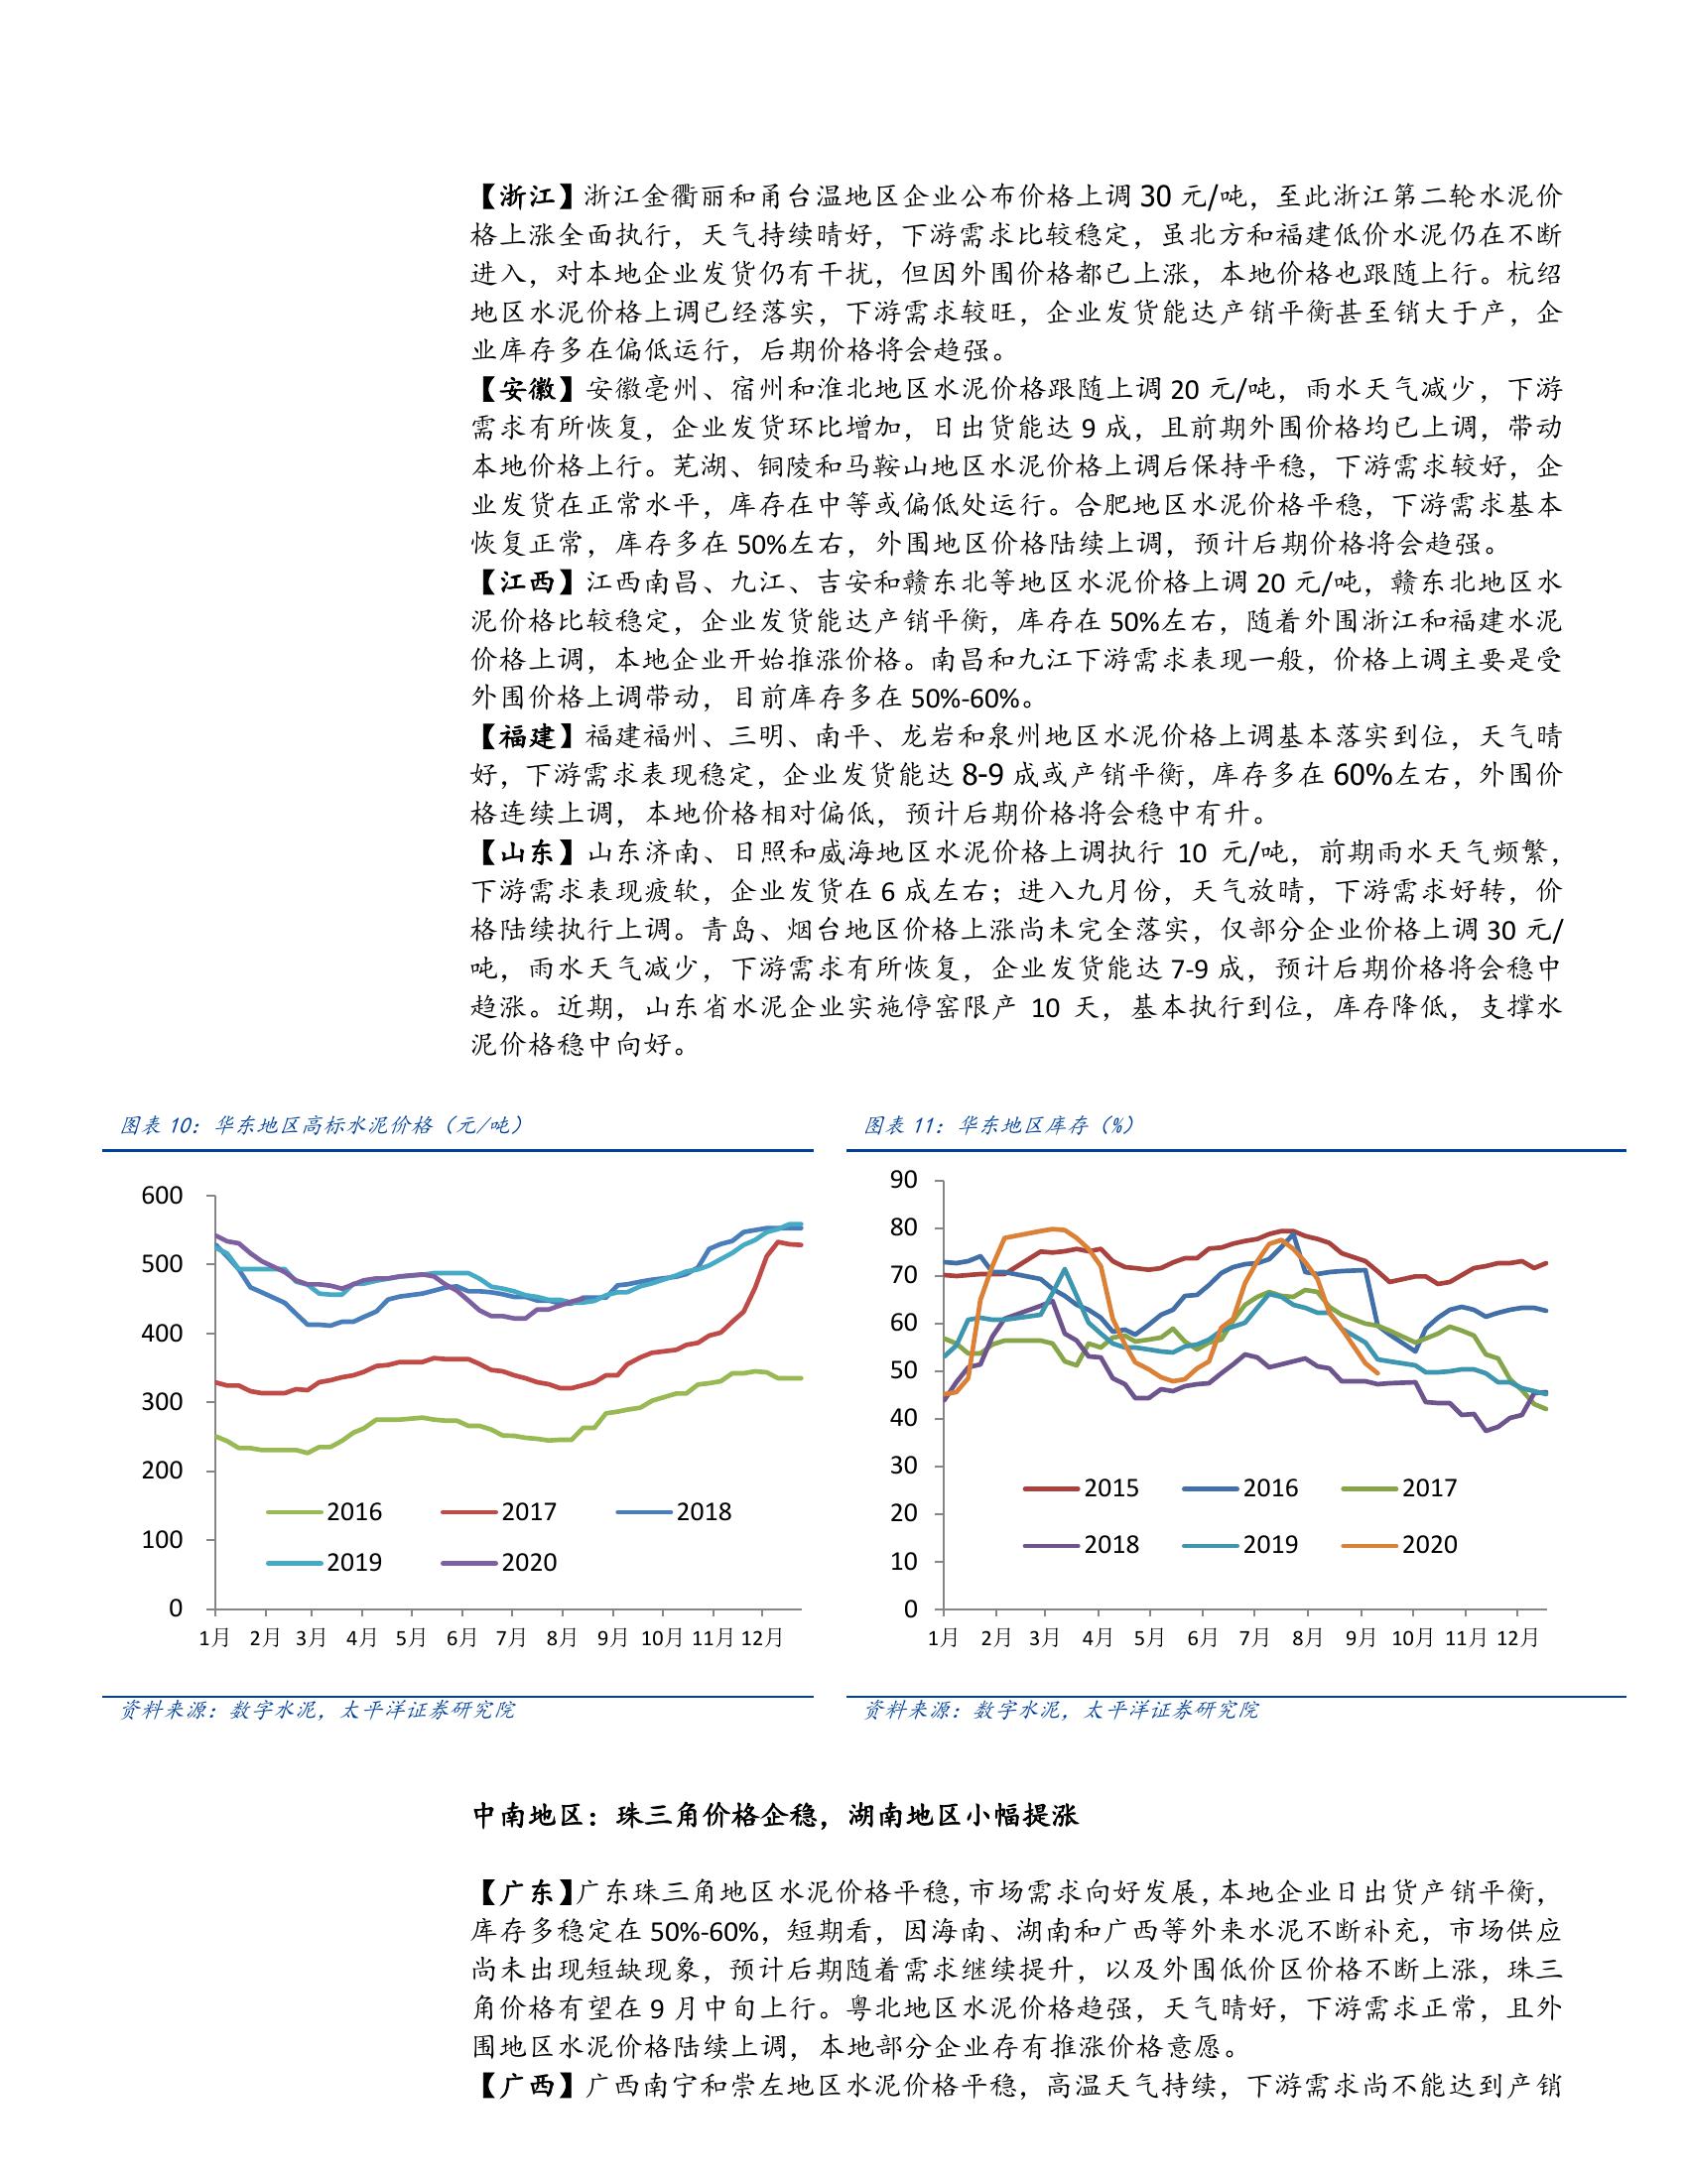 【浙江】浙江金衢丽和甬台温地区企业公布价格上调 30 元/吨，至此浙江第二轮水泥价
格上涨全面执行，天气持续晴好，下游需求比较稳定，虽北方和福建低价水泥仍在不断
进入，对本地企业发货仍有干扰，但因外围价格都已上涨，本地价格也跟随上行。杭绍
地区水泥价格上调已经落实，下游需求较旺，企业发货能达产销平衡甚至销大于产，企
业库存多在偏低运行，后期价格将会趋强。
【安徽】安徽亳州、宿州和淮北地区水泥价格跟随上调 20 元/吨，雨水天气减少，下游
需求有所恢复，企业发货环比增加，日出货能达 9 成，且前期外围价格均已上调，带动
本地价格上行。芜湖、铜陵和马鞍山地区水泥价格上调后保持平稳，下游需求较好，企
业发货在正常水平，库存在中等或偏低处运行。合肥地区水泥价格平稳，下游需求基本
恢复正常，库存多在 50%左右，外围地区价格陆续上调，预计后期价格将会趋强。
【江西】江西南昌、九江、吉安和赣东北等地区水泥价格上调 20 元/吨，赣东北地区水
泥价格比较稳定，企业发货能达产销平衡，库存在 50%左右，随着外围浙江和福建水泥
价格上调，本地企业开始推涨价格。南昌和九江下游需求表现一般，价格上调主要是受
外围价格上调带动，目前库存多在 50%-60%。
【福建】福建福州、三明、南平、龙岩和泉州地区水泥价格上调基本落实到位，天气晴
好，下游需求表现稳定，企业发货能达 8-9 成或产销平衡，库存多在 60%左右，外围价
格连续上调，本地价格相对偏低，预计后期价格将会稳中有升。
【山东】山东济南、日照和威海地区水泥价格上调执行 10 元/吨，前期雨水天气频繁，
下游需求表现疲软，企业发货在 6 成左右；进入九月份，天气放晴，下游需求好转，价
格陆续执行上调。青岛、烟台地区价格上涨尚未完全落实，仅部分企业价格上调 30 元/
吨，雨水天气减少，下游需求有所恢复，企业发货能达 7-9 成，预计后期价格将会稳中
趋涨。近期，山东省水泥企业实施停窑限产 10 天，基本执行到位，库存降低，支撑水
泥价格稳中向好。
图表 10：华东地区高标水泥价格（元/吨）
600
500
400
300
200
100
0
2016 2017 2018
2019 2020
1月 2月 3月 4月 5月 6月 7月 8月 9月 10月 11月 12月
资料来源：数字水泥，太平洋证券研究院
图表 11：华东地区库存（%）
90
80
70
60
50
40
30
20
10
0
2015 2016 2017
2018 2019 2020
1月 2月 3月 4月 5月 6月 7月 8月 9月 10月 11月 12月
资料来源：数字水泥，太平洋证券研究院
中南地区：珠三角价格企稳，湖南地区小幅提涨
【广东】广东珠三角地区水泥价格平稳，市场需求向好发展，本地企业日出货产销平衡，
库存多稳定在 50%-60%，短期看，因海南、湖南和广西等外来水泥不断补充，市场供应
尚未出现短缺现象，预计后期随着需求继续提升，以及外围低价区价格不断上涨，珠三
角价格有望在 9 月中旬上行。粤北地区水泥价格趋强，天气晴好，下游需求正常，且外
围地区水泥价格陆续上调，本地部分企业存有推涨价格意愿。
【广西】广西南宁和崇左地区水泥价格平稳，高温天气持续，下游需求尚不能达到产销